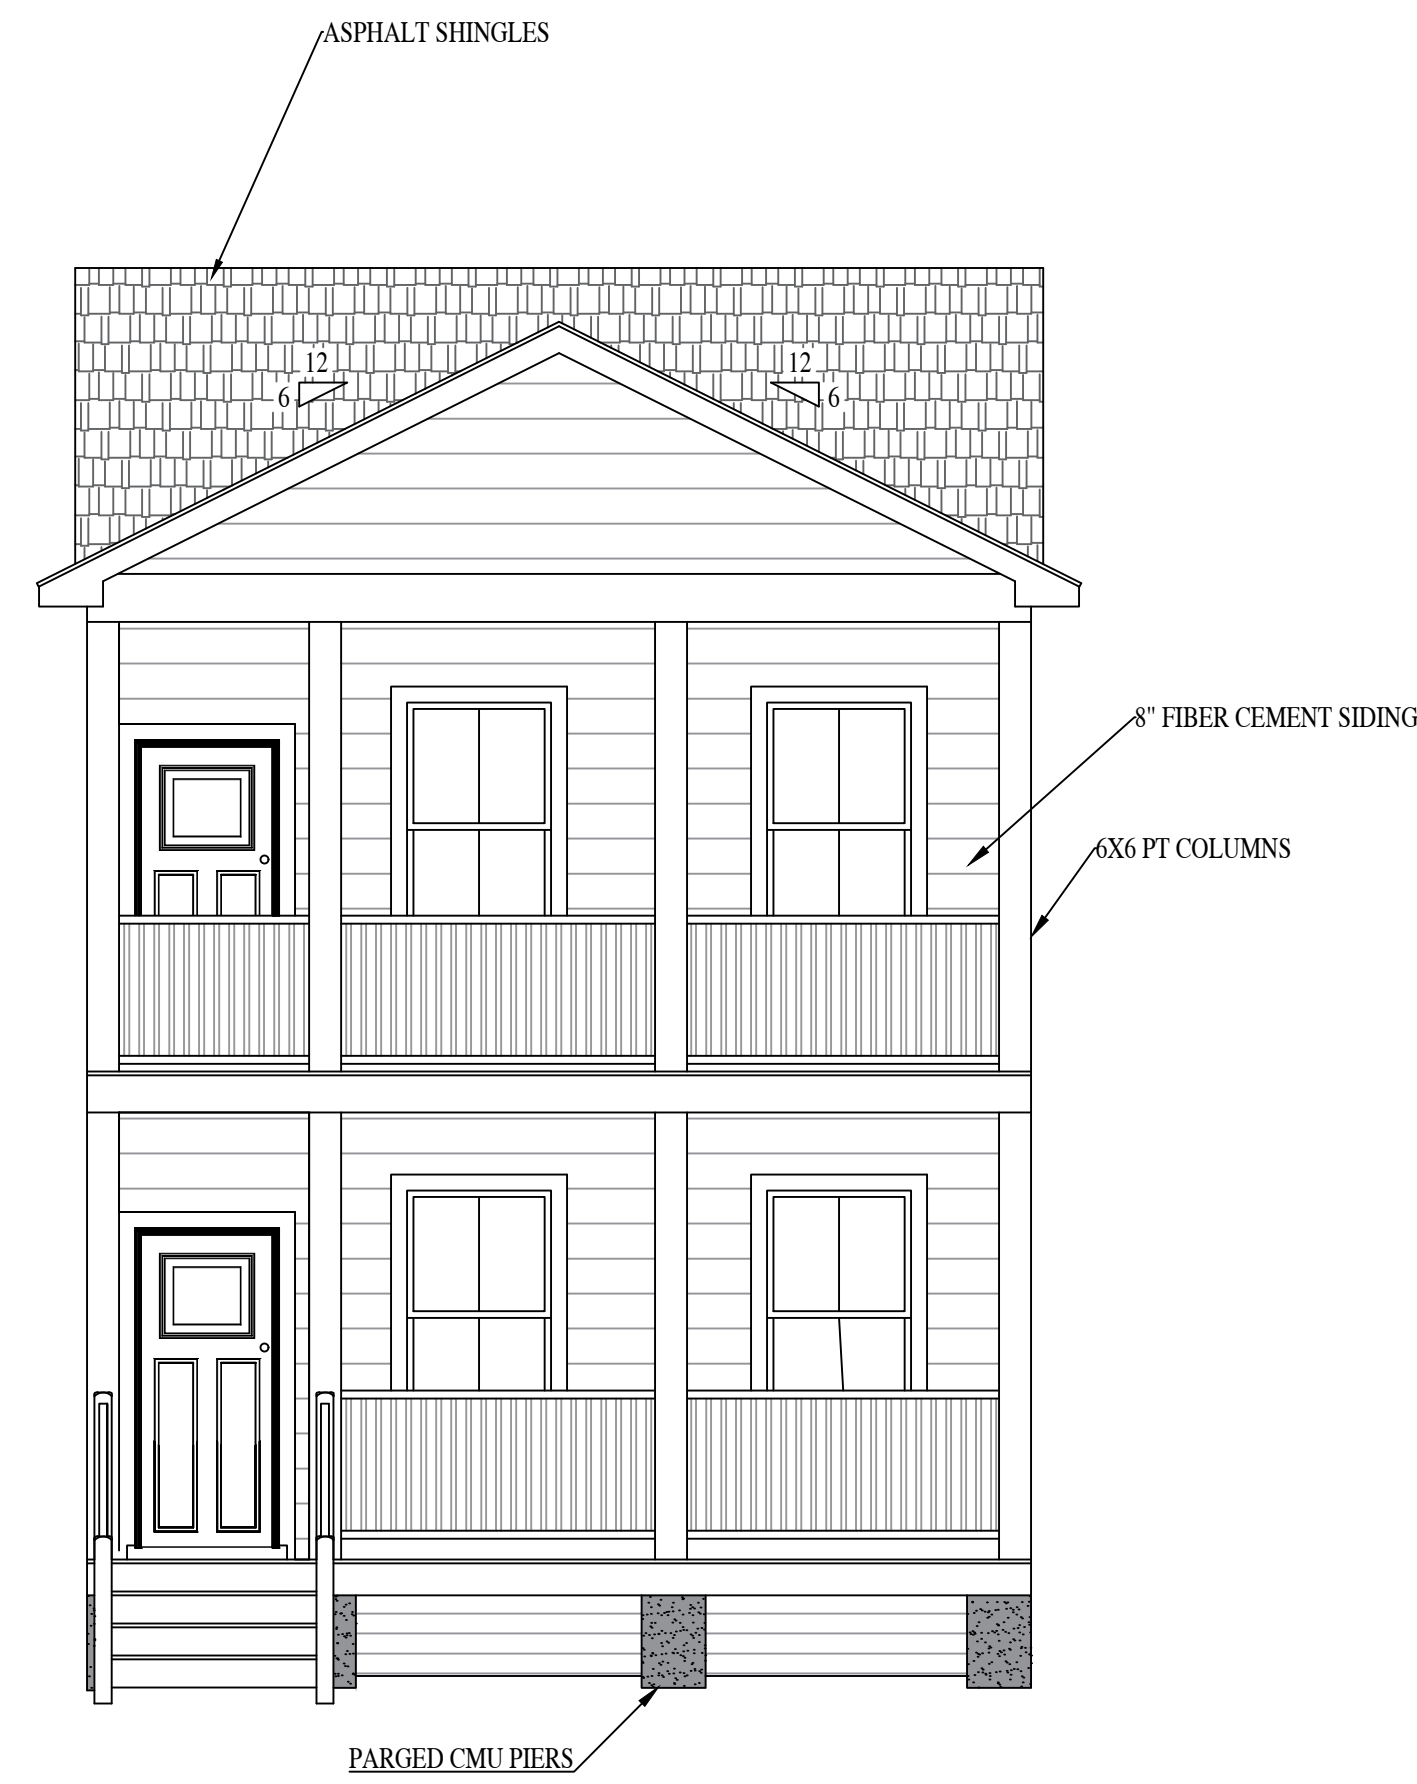 ASPHALT SHINGLES
12
6
12
6
8" FIBER CEMENT SIDING
6X6 PT COLUMNS
PARGED CMU PIERS